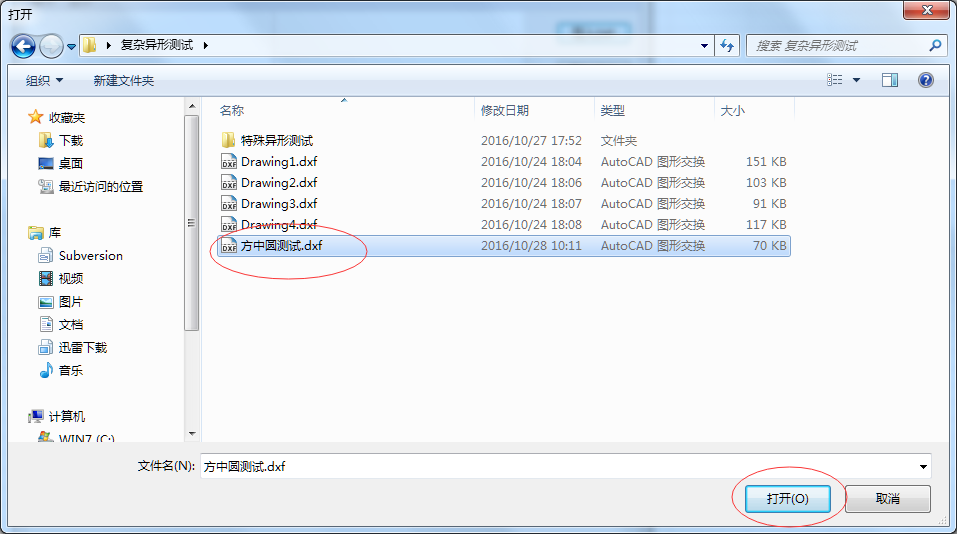 打开
复杂异形测试
搜索 复杂异形测试
组织 新建文件夹
名称 修改日期 类型 大小
收藏夹
下载
桌面
最近访问的位置
库
Subversion
视频
图片
文档
迅雷下载
音乐
计算机
WIN7 (C:)
特殊异形测试 2016/10/27 17:52 文件夹
DXF Drawing1.dxf 2016/10/24 18:04 AutoCAD 图形交换 151 KB
DXF Drawing2.dxf 2016/10/24 18:06 AutoCAD 图形交换 103 KB
DXF Drawing3.dxf 2016/10/24 18:07 AutoCAD 图形交换 91 KB
DXF Drawing4.dxf 2016/10/24 18:08 AutoCAD 图形交换 117 KB
DXF 方中圆测试.dxf 2016/10/28 10:11 AutoCAD 图形交换 70 KB
文件名(N): 方中圆测试.dxf
打开(O) 取消